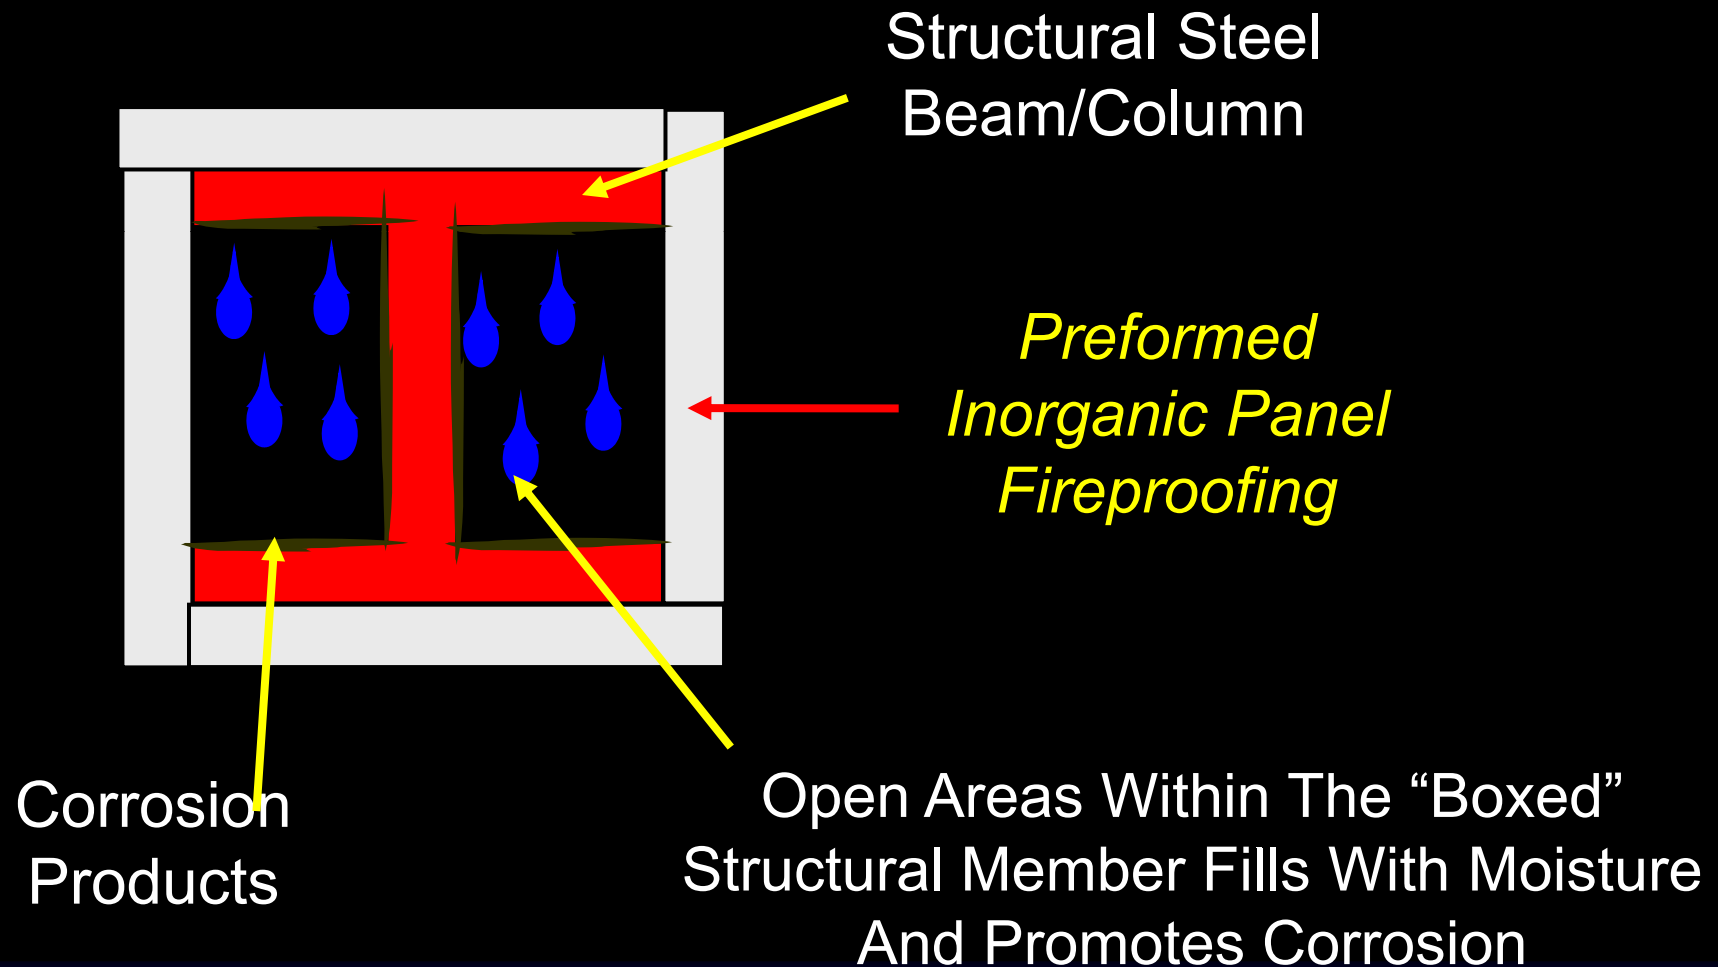 Structural Steel
Beam/Column
Preformed
Inorganic Panel
Fireproofing
Corrosion
Products
Open Areas Within The “Boxed”
Structural Member Fills With Moisture
And Promotes Corrosion